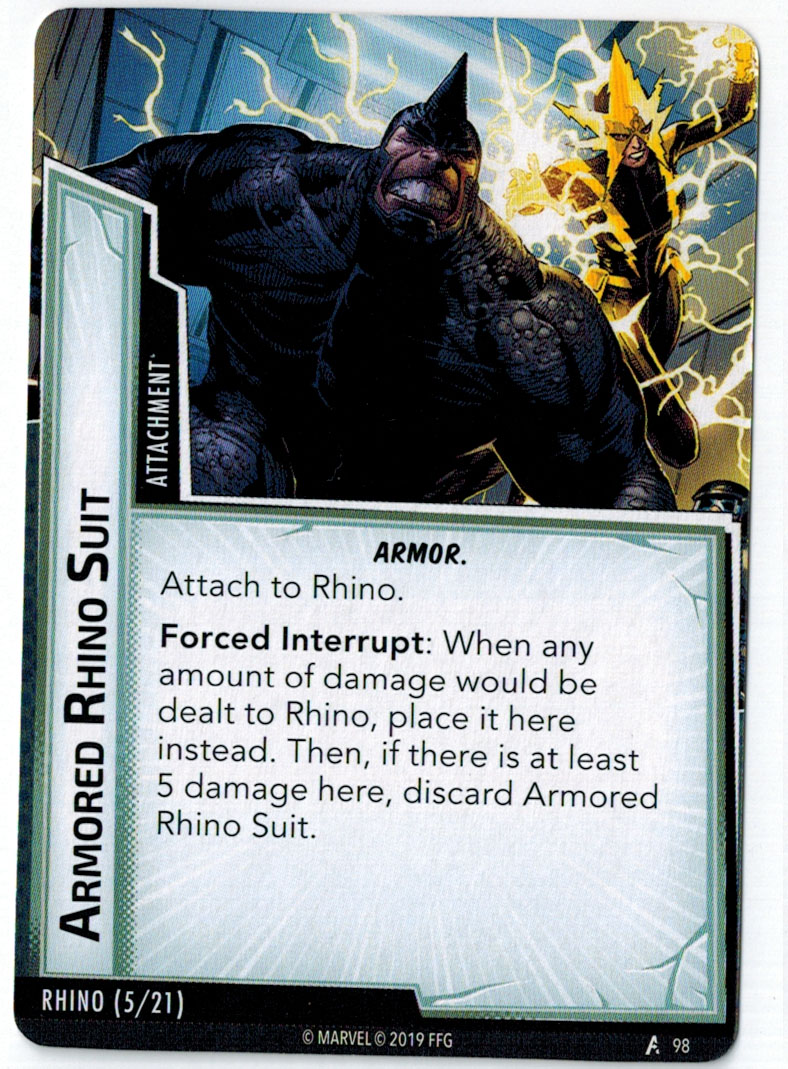 ATTACHMENT
ARMORED RHINO SUIT
ARMOR.
Attach to Rhino.
Forced Interrupt: When any
amount of damage would be
dealt to Rhino, place it here
instead. Then, if there is at least
5 damage here, discard Armored
Rhino Suit.
RHINO (5/21)
© MARVEL © 2019 FFG
98